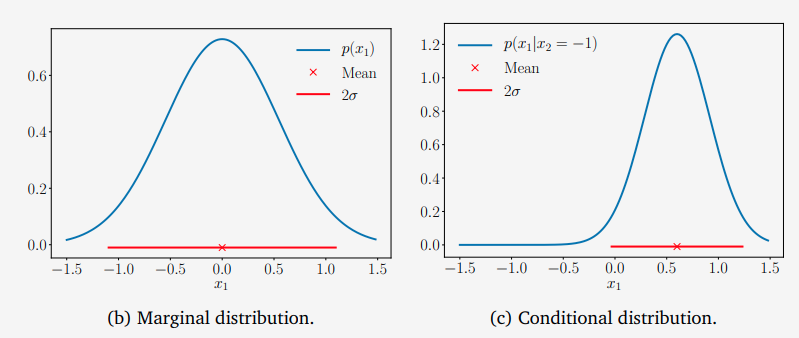 p(x₁)
Mean
2σ
0.6
0.4
0.2
0.0
−1.5 −1.0 −0.5 0.0 0.5 1.0 1.5
x₁
(b) Marginal distribution.
p(x₁|x₂ = −1)
Mean
2σ
1.2
1.0
0.8
0.6
0.4
0.2
0.0
−1.5 −1.0 −0.5 0.0 0.5 1.0 1.5
x₁
(c) Conditional distribution.